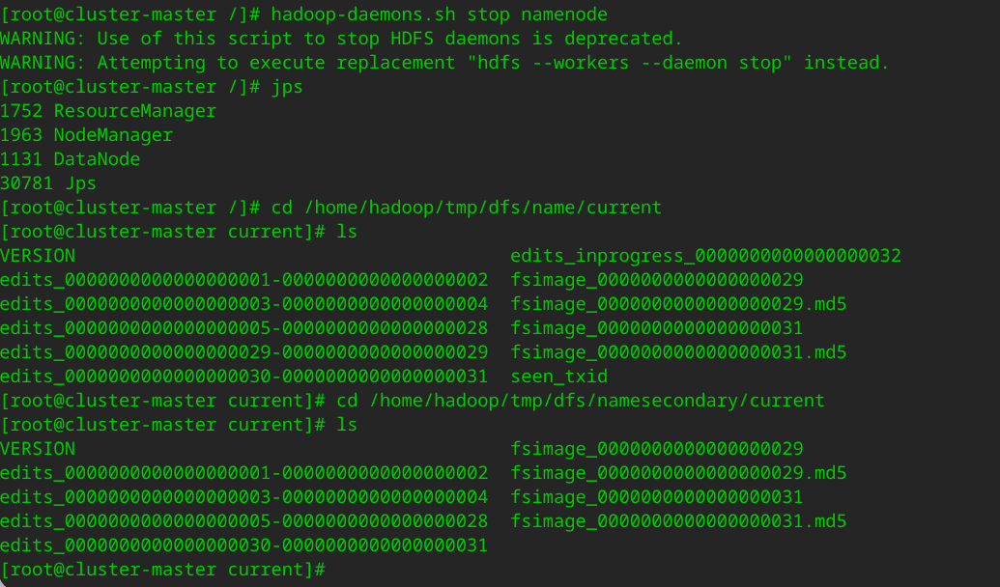 [root@cluster-master /]# hadoop-daemons.sh stop namenode
WARNING: Use of this script to stop HDFS daemons is deprecated.
WARNING: Attempting to execute replacement "hdfs --workers --daemon stop" instead.
[root@cluster-master /]# jps
1752 ResourceManager
1963 NodeManager
1131 DataNode
30781 Jps
[root@cluster-master /]# cd /home/hadoop/tmp/dfs/name/current
[root@cluster-master current]# ls
VERSION edits_inprogress_0000000000000000032
edits_0000000000000000001-0000000000000000002 fsimage_0000000000000000029
edits_0000000000000000003-0000000000000000004 fsimage_0000000000000000029.md5
edits_0000000000000000005-0000000000000000028 fsimage_0000000000000000031
edits_0000000000000000029-0000000000000000029 fsimage_0000000000000000031.md5
edits_0000000000000000030-0000000000000000031 seen_txid
[root@cluster-master current]# cd /home/hadoop/tmp/dfs/namesecondary/current
[root@cluster-master current]# ls
VERSION fsimage_0000000000000000029
edits_0000000000000000001-0000000000000000002 fsimage_0000000000000000029.md5
edits_0000000000000000003-0000000000000000004 fsimage_0000000000000000031
edits_0000000000000000005-0000000000000000028 fsimage_0000000000000000031.md5
edits_0000000000000000030-0000000000000000031
[root@cluster-master current]#